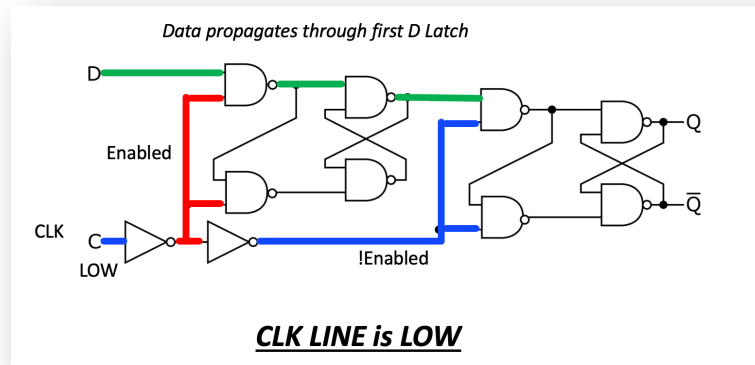 Data propagates through first D Latch
D
Q
Enabled
Q̅
CLK
C
LOW
!Enabled
CLK LINE is LOW